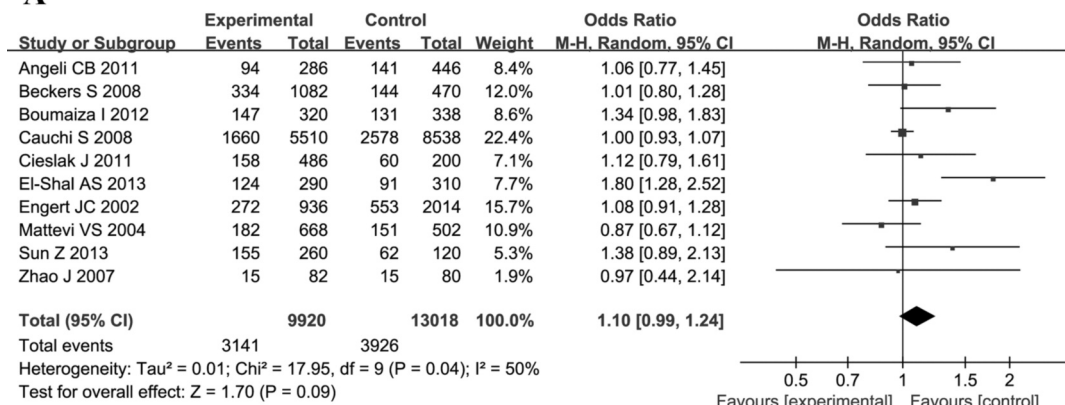 A
Experimental Control Odds Ratio Odds Ratio
Study or Subgroup Events Total Events Total Weight M-H, Random, 95% CI M-H, Random, 95% CI
Angeli CB 2011 94 286 141 446 8.4% 1.06 [0.77, 1.45]
Beckers S 2008 334 1082 144 470 12.0% 1.01 [0.80, 1.28]
Boumaiza I 2012 147 320 131 338 8.6% 1.34 [0.98, 1.83]
Cauchi S 2008 1660 5510 2578 8538 22.4% 1.00 [0.93, 1.07]
Cieslak J 2011 158 486 60 200 7.1% 1.12 [0.79, 1.61]
El-Shal AS 2013 124 290 91 310 7.7% 1.80 [1.28, 2.52]
Engert JC 2002 272 936 553 2014 15.7% 1.08 [0.91, 1.28]
Mattevi VS 2004 182 668 151 502 10.9% 0.87 [0.67, 1.12]
Sun Z 2013 155 260 62 120 5.3% 1.38 [0.89, 2.13]
Zhao J 2007 15 82 15 80 1.9% 0.97 [0.44, 2.14]
Total (95% CI) 9920 13018 100.0% 1.10 [0.99, 1.24]
Total events 3141 3926
Heterogeneity: Tau² = 0.01; Chi² = 17.95, df = 9 (P = 0.04); I² = 50%
Test for overall effect: Z = 1.70 (P = 0.09)
0.5 0.7 1 1.5 2
Favours [experimental] Favours [control]